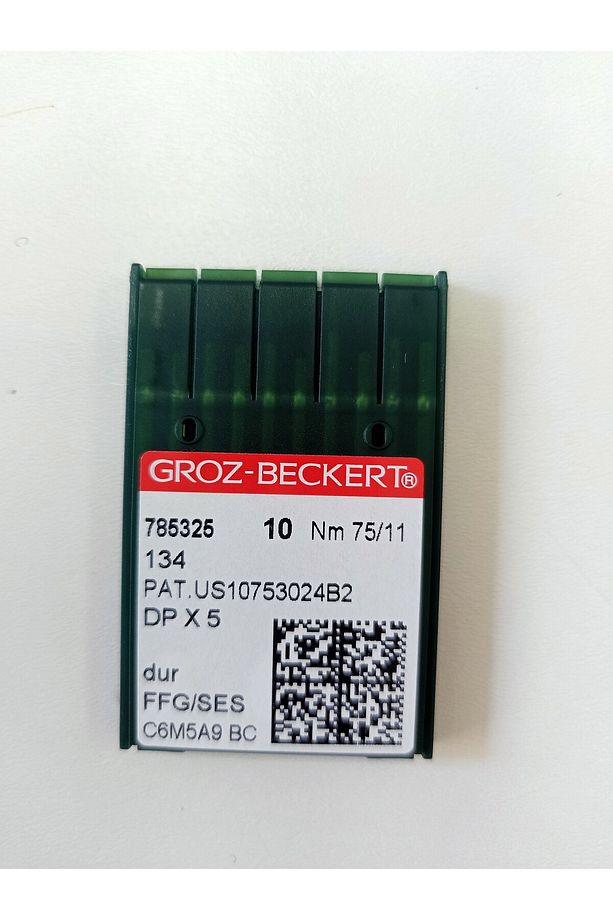 GROZ-BECKERT®
785325 10 Nm 75/11
134
PAT.US10753024B2
DP X 5
dur
FFG/SES
C6M5A9 BC